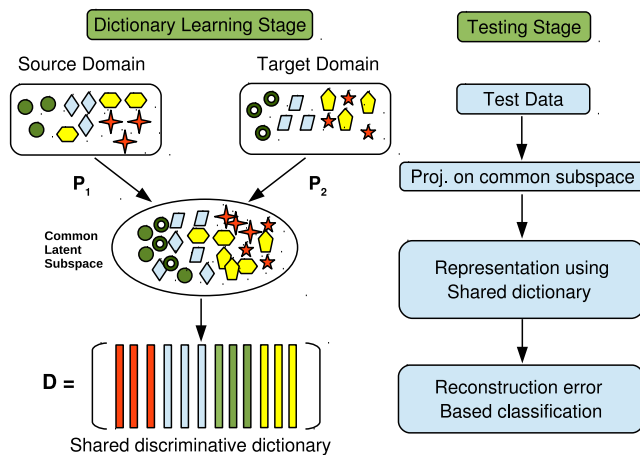 Dictionary Learning Stage
Testing Stage
Source Domain
Target Domain
Test Data
P1
P2
Proj. on common subspace
Common
Latent
Subspace
Representation using
Shared dictionary
D =
Reconstruction error
Based classification
Shared discriminative dictionary